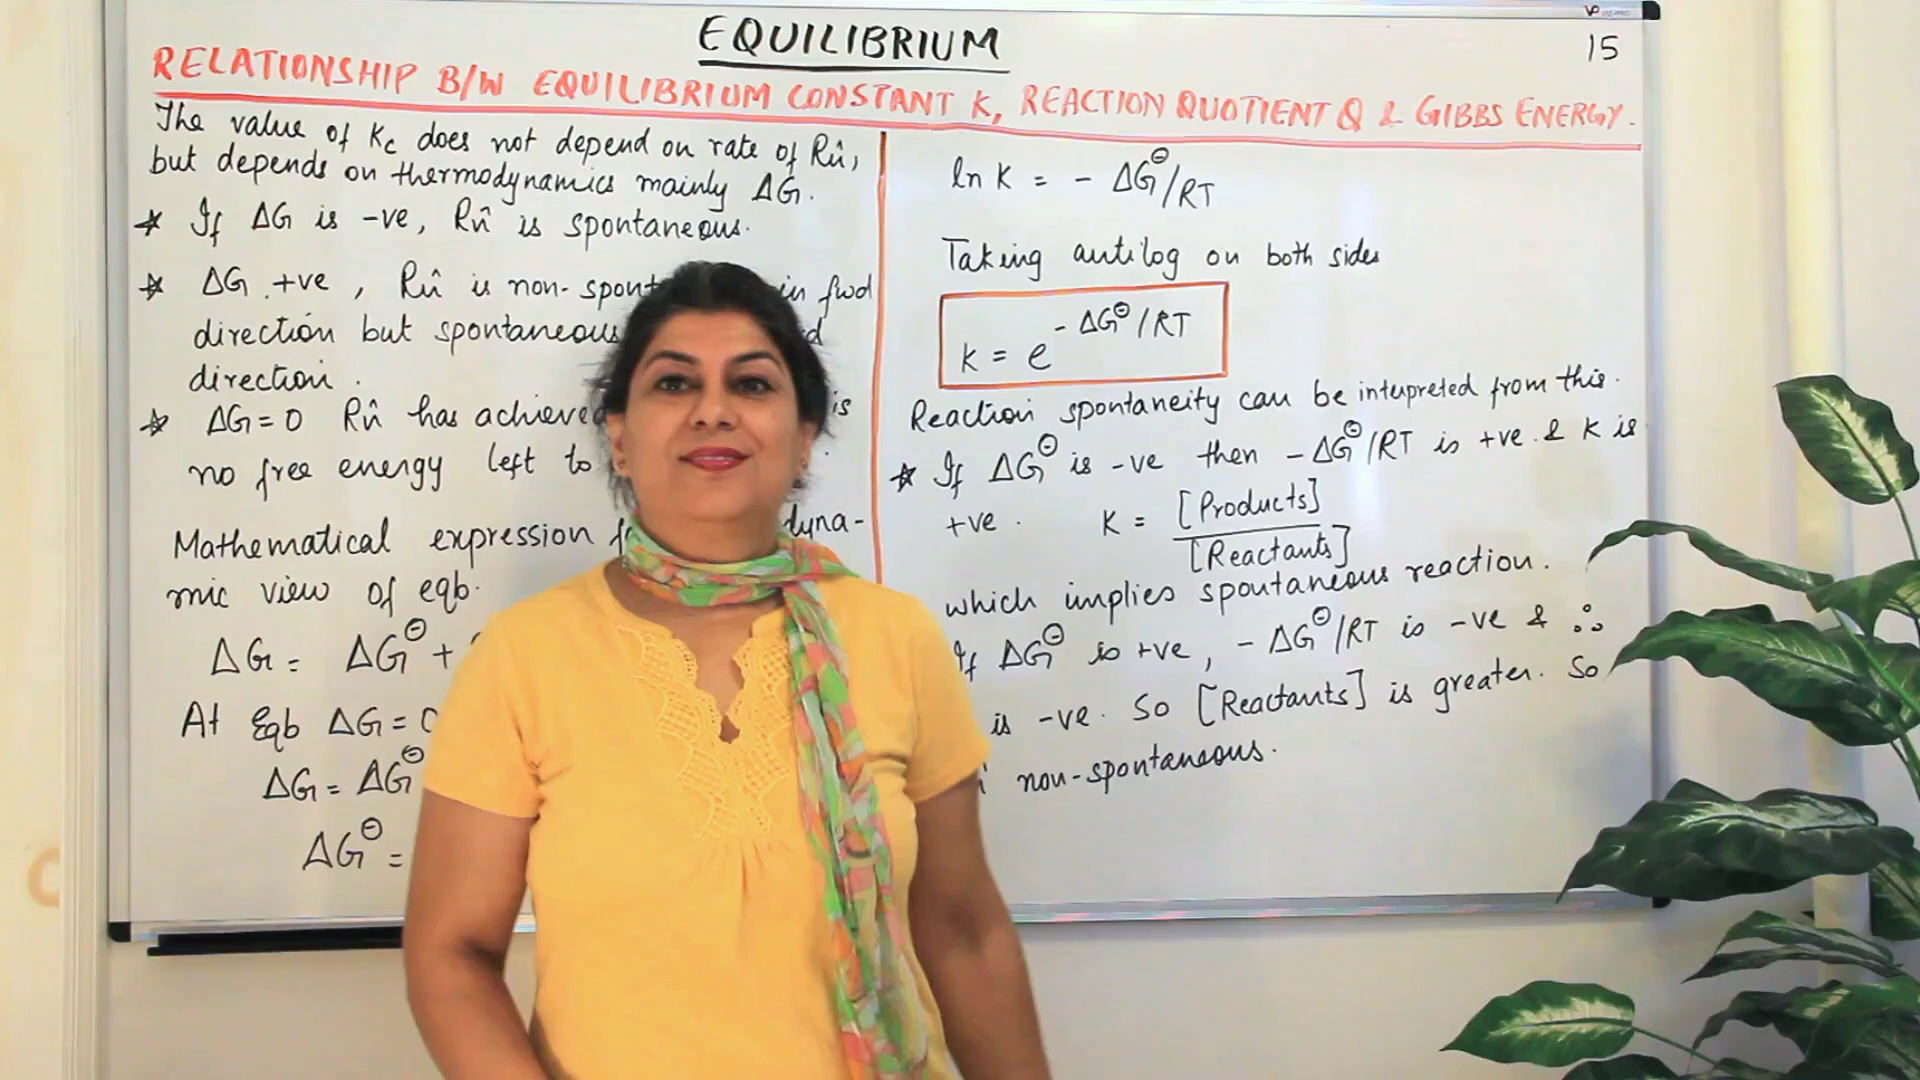 EQUILIBRIUM
15
RELATIONSHIP B/W EQUILIBRIUM CONSTANT K, REACTION QUOTIENT Q & GIBBS ENERGY.
The value of Kc does not depend on rate of Rn̂,
but depends on thermodynamics mainly ΔG.
* If ΔG is -ve, Rn̂ is spontaneous.
* ΔG +ve, Rn̂ is non-spont in fwd
direction but spontaneous
direction.
* ΔG = 0 Rn̂ has achieved is
no free energy left to
Mathematical expression dyna-
mic view of eqb.
ΔG = ΔG⊖ +
At Eqb ΔG = 0
ΔG = ΔG⊖
ΔG⊖ =
ln K = - ΔG⊖/RT
Taking antilog on both sides
K = e - ΔG⊖/RT
Reaction spontaneity can be interpreted from this.
* If ΔG⊖ is -ve then -ΔG⊖/RT is +ve & K is
+ve. K = [Products]
[Reactants]
which implies spontaneous reaction.
If ΔG⊖ is +ve, - ΔG⊖/RT is -ve & ∴
is -ve. So [Reactants] is greater. So
non-spontaneous.